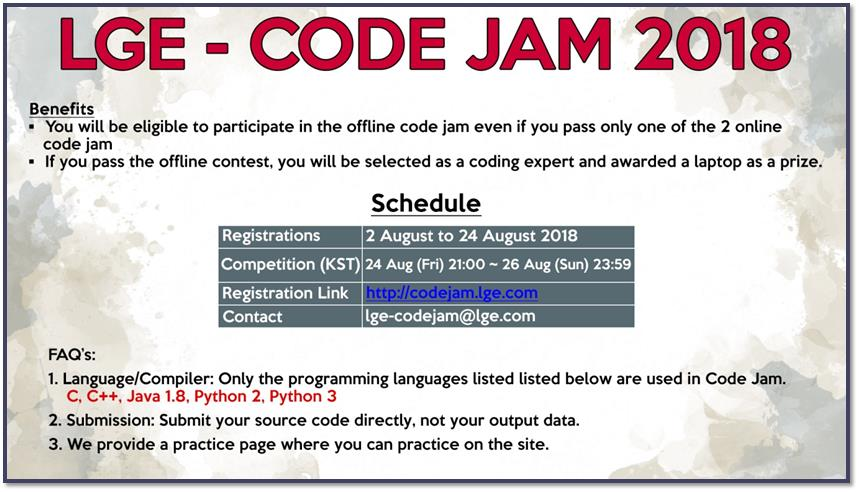 LGE - CODE JAM 2018
Benefits
▪ You will be eligible to participate in the offline code jam even if you pass only one of the 2 online
code jam
▪ If you pass the offline contest, you will be selected as a coding expert and awarded a laptop as a prize.
Schedule
Registrations 2 August to 24 August 2018
Competition (KST) 24 Aug (Fri) 21:00 ~ 26 Aug (Sun) 23:59
Registration Link http://codejam.lge.com
Contact lge-codejam@lge.com
FAQ's:
1. Language/Compiler: Only the programming languages listed listed below are used in Code Jam.
C, C++, Java 1.8, Python 2, Python 3
2. Submission: Submit your source code directly, not your output data.
3. We provide a practice page where you can practice on the site.